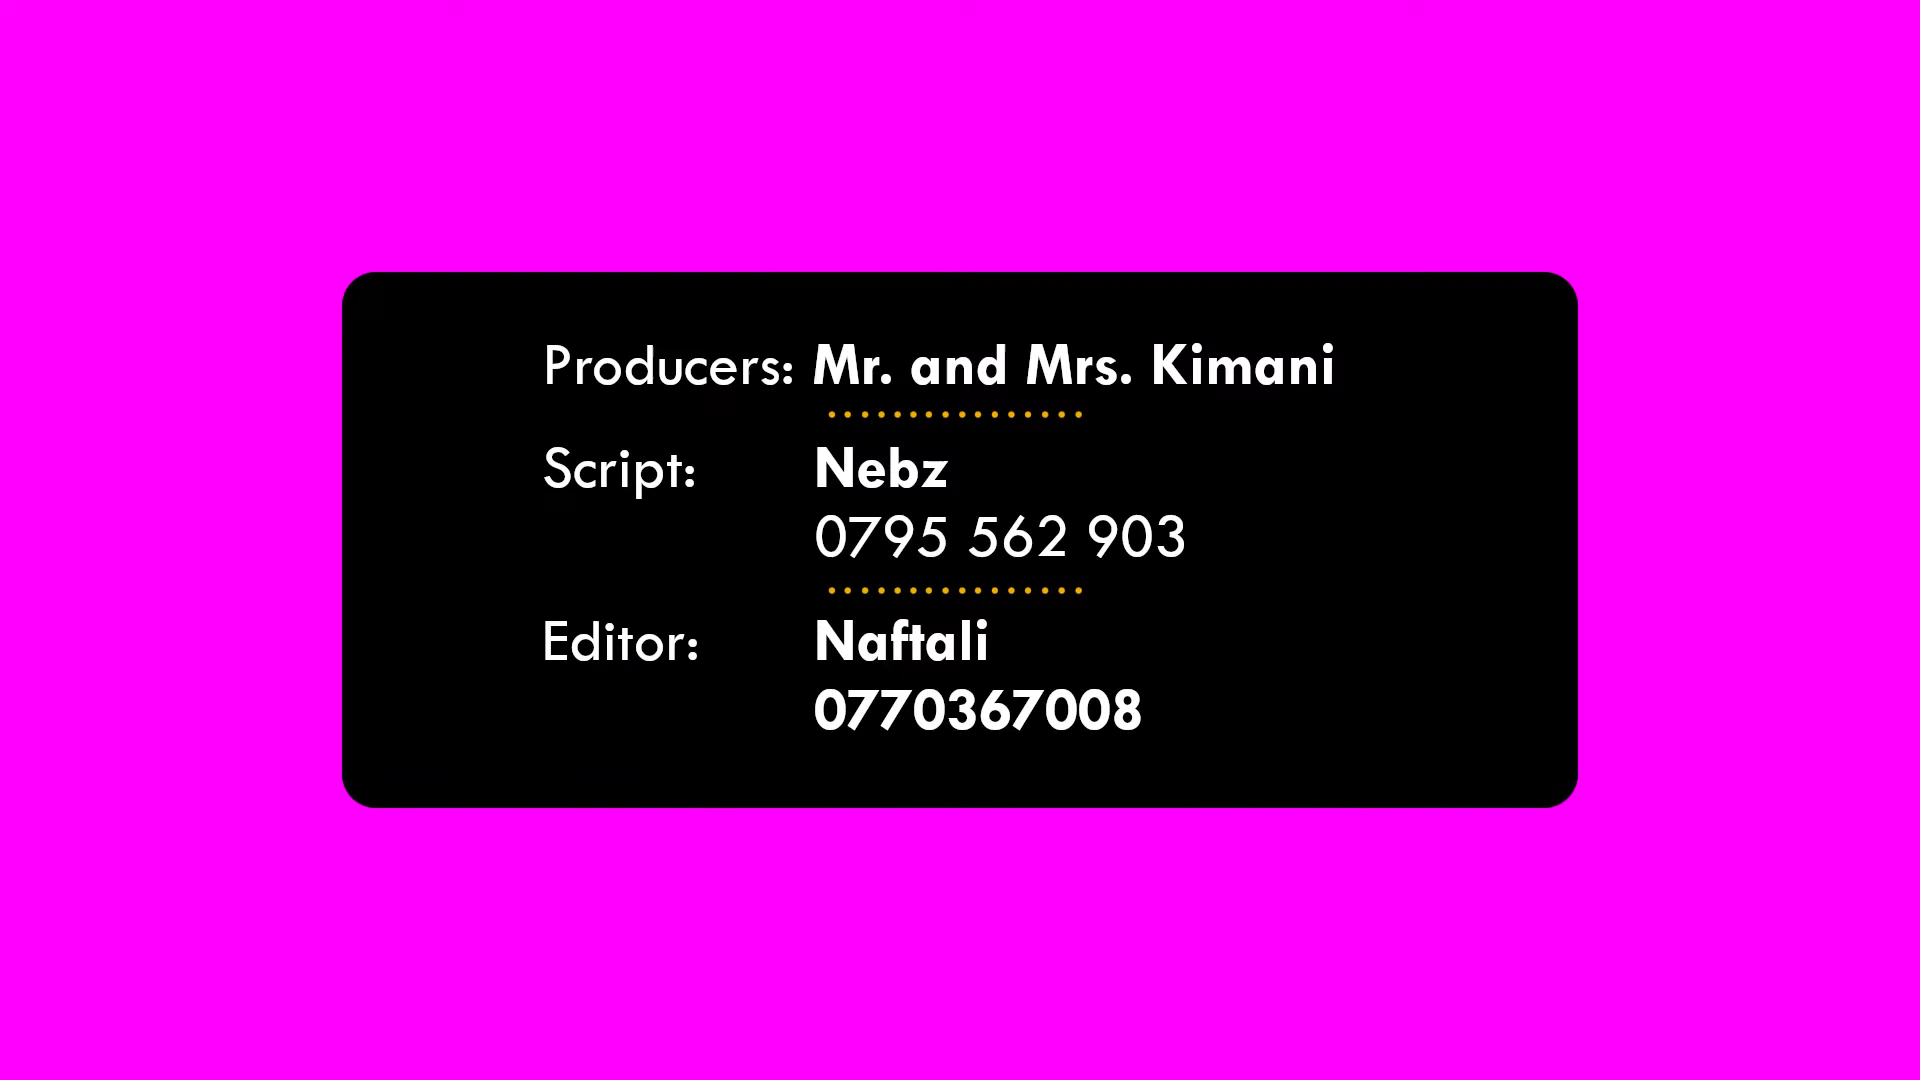 Producers: Mr. and Mrs. Kimani
Script: Nebz
0795 562 903
Editor: Naftali
0770367008